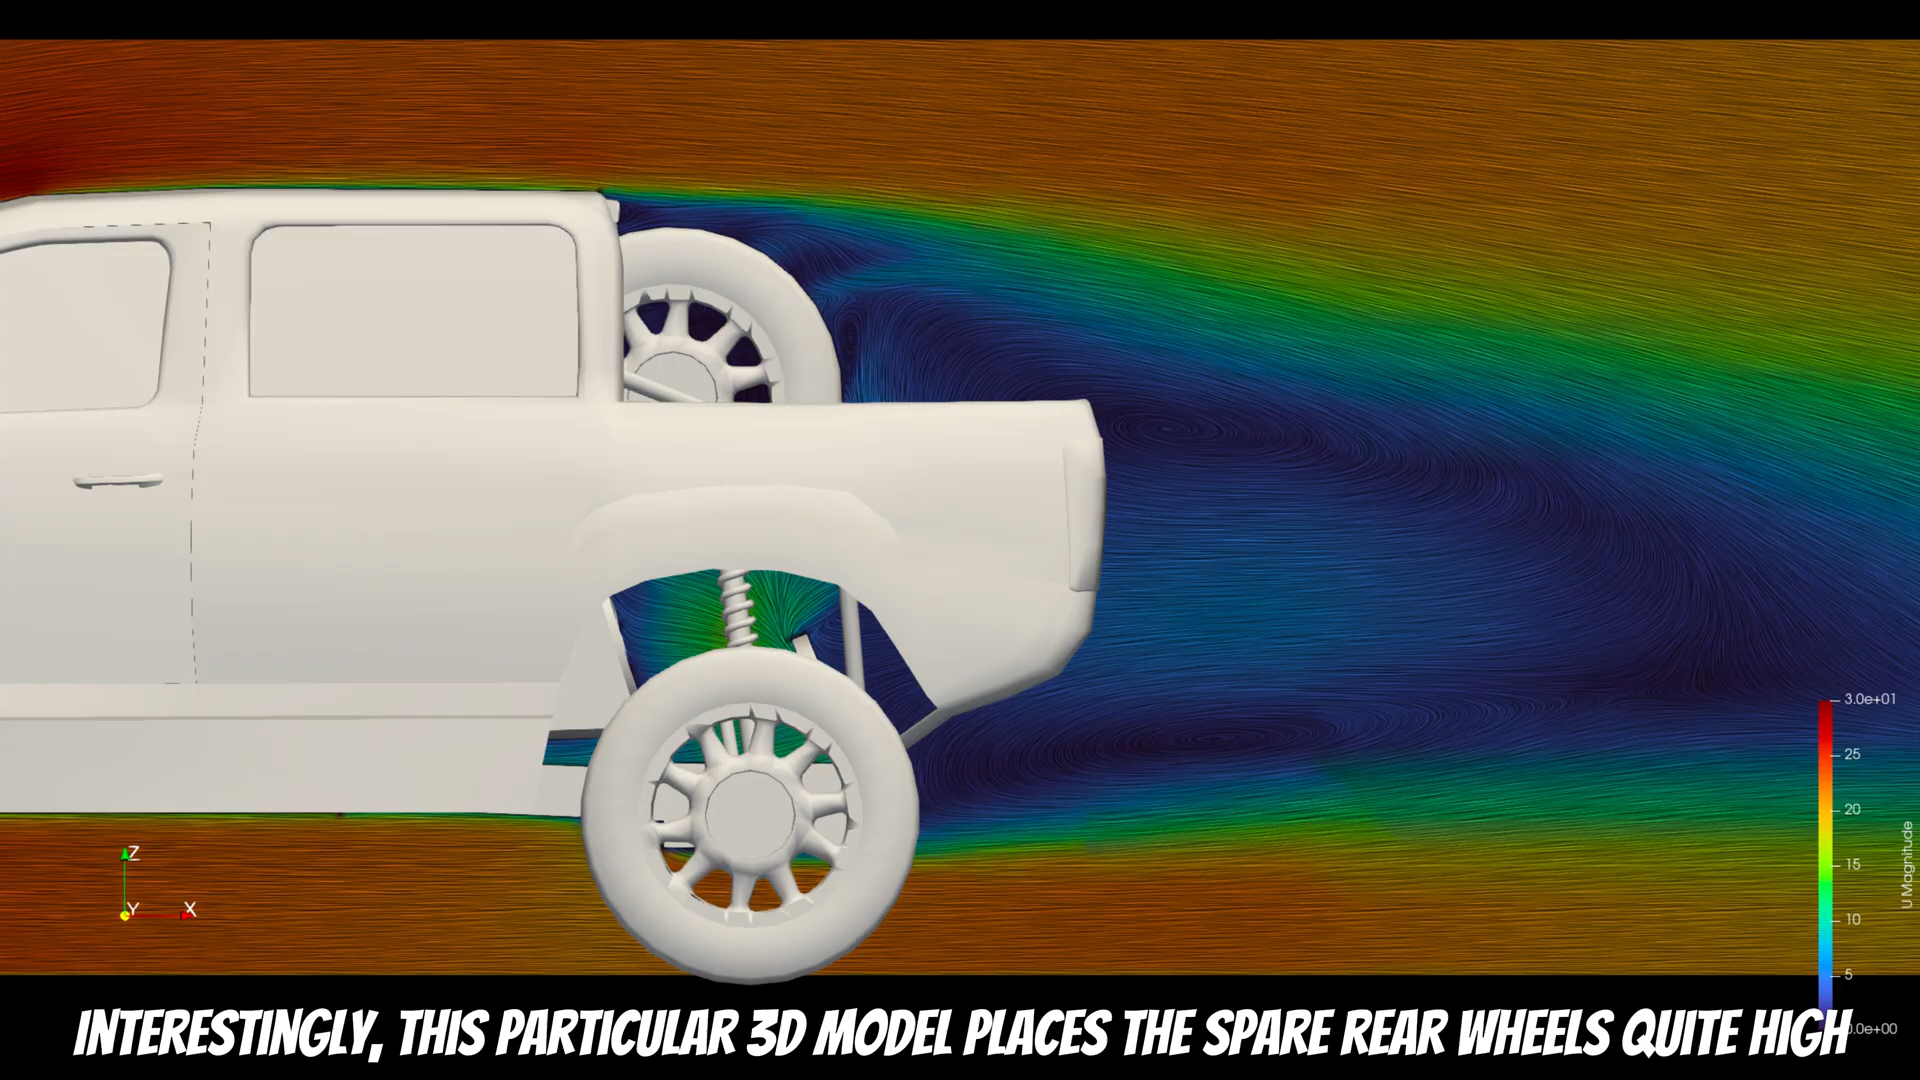 3.0e+01
25
20
15
10
5
0.0e+00
U Magnitude
Z
Y
X
INTERESTINGLY, THIS PARTICULAR 3D MODEL PLACES THE SPARE REAR WHEELS QUITE HIGH